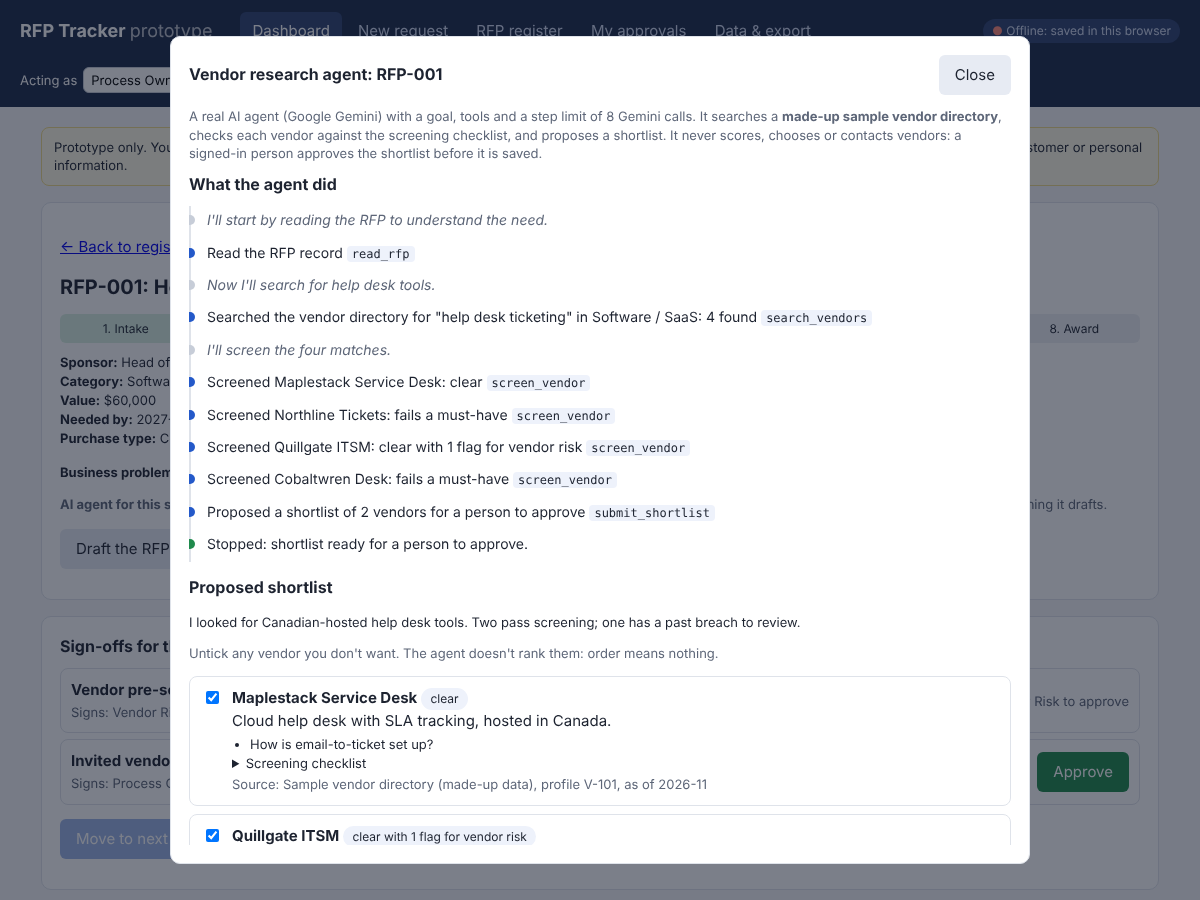 RFP Tracker prototype
Dashboard
New request
RFP register
My approvals
Data & export
Offline: saved in this browser
Acting as
Process Own
Prototype only. You
stomer or personal
information.
← Back to regis
RFP-001: H
1. Intake
8. Award
Sponsor: Head of
Category: Softwa
Value: $60,000
Needed by: 2027-
Purchase type: C
Business problem
AI agent for this s
ning it drafts.
Draft the RFP
Sign-offs for th
Vendor pre-s
Signs: Vendor R
Risk to approve
Invited vendo
Signs: Process O
Approve
Move to next
Vendor research agent: RFP-001
Close
A real AI agent (Google Gemini) with a goal, tools and a step limit of 8 Gemini calls. It searches a made-up sample vendor directory,
checks each vendor against the screening checklist, and proposes a shortlist. It never scores, chooses or contacts vendors: a
signed-in person approves the shortlist before it is saved.
What the agent did
I'll start by reading the RFP to understand the need.
Read the RFP record read_rfp
Now I'll search for help desk tools.
Searched the vendor directory for "help desk ticketing" in Software / SaaS: 4 found search_vendors
I'll screen the four matches.
Screened Maplestack Service Desk: clear screen_vendor
Screened Northline Tickets: fails a must-have screen_vendor
Screened Quillgate ITSM: clear with 1 flag for vendor risk screen_vendor
Screened Cobaltwren Desk: fails a must-have screen_vendor
Proposed a shortlist of 2 vendors for a person to approve submit_shortlist
Stopped: shortlist ready for a person to approve.
Proposed shortlist
I looked for Canadian-hosted help desk tools. Two pass screening; one has a past breach to review.
Untick any vendor you don't want. The agent doesn't rank them: order means nothing.
Maplestack Service Desk clear
Cloud help desk with SLA tracking, hosted in Canada.
• How is email-to-ticket set up?
▶ Screening checklist
Source: Sample vendor directory (made-up data), profile V-101, as of 2026-11
Quillgate ITSM clear with 1 flag for vendor risk